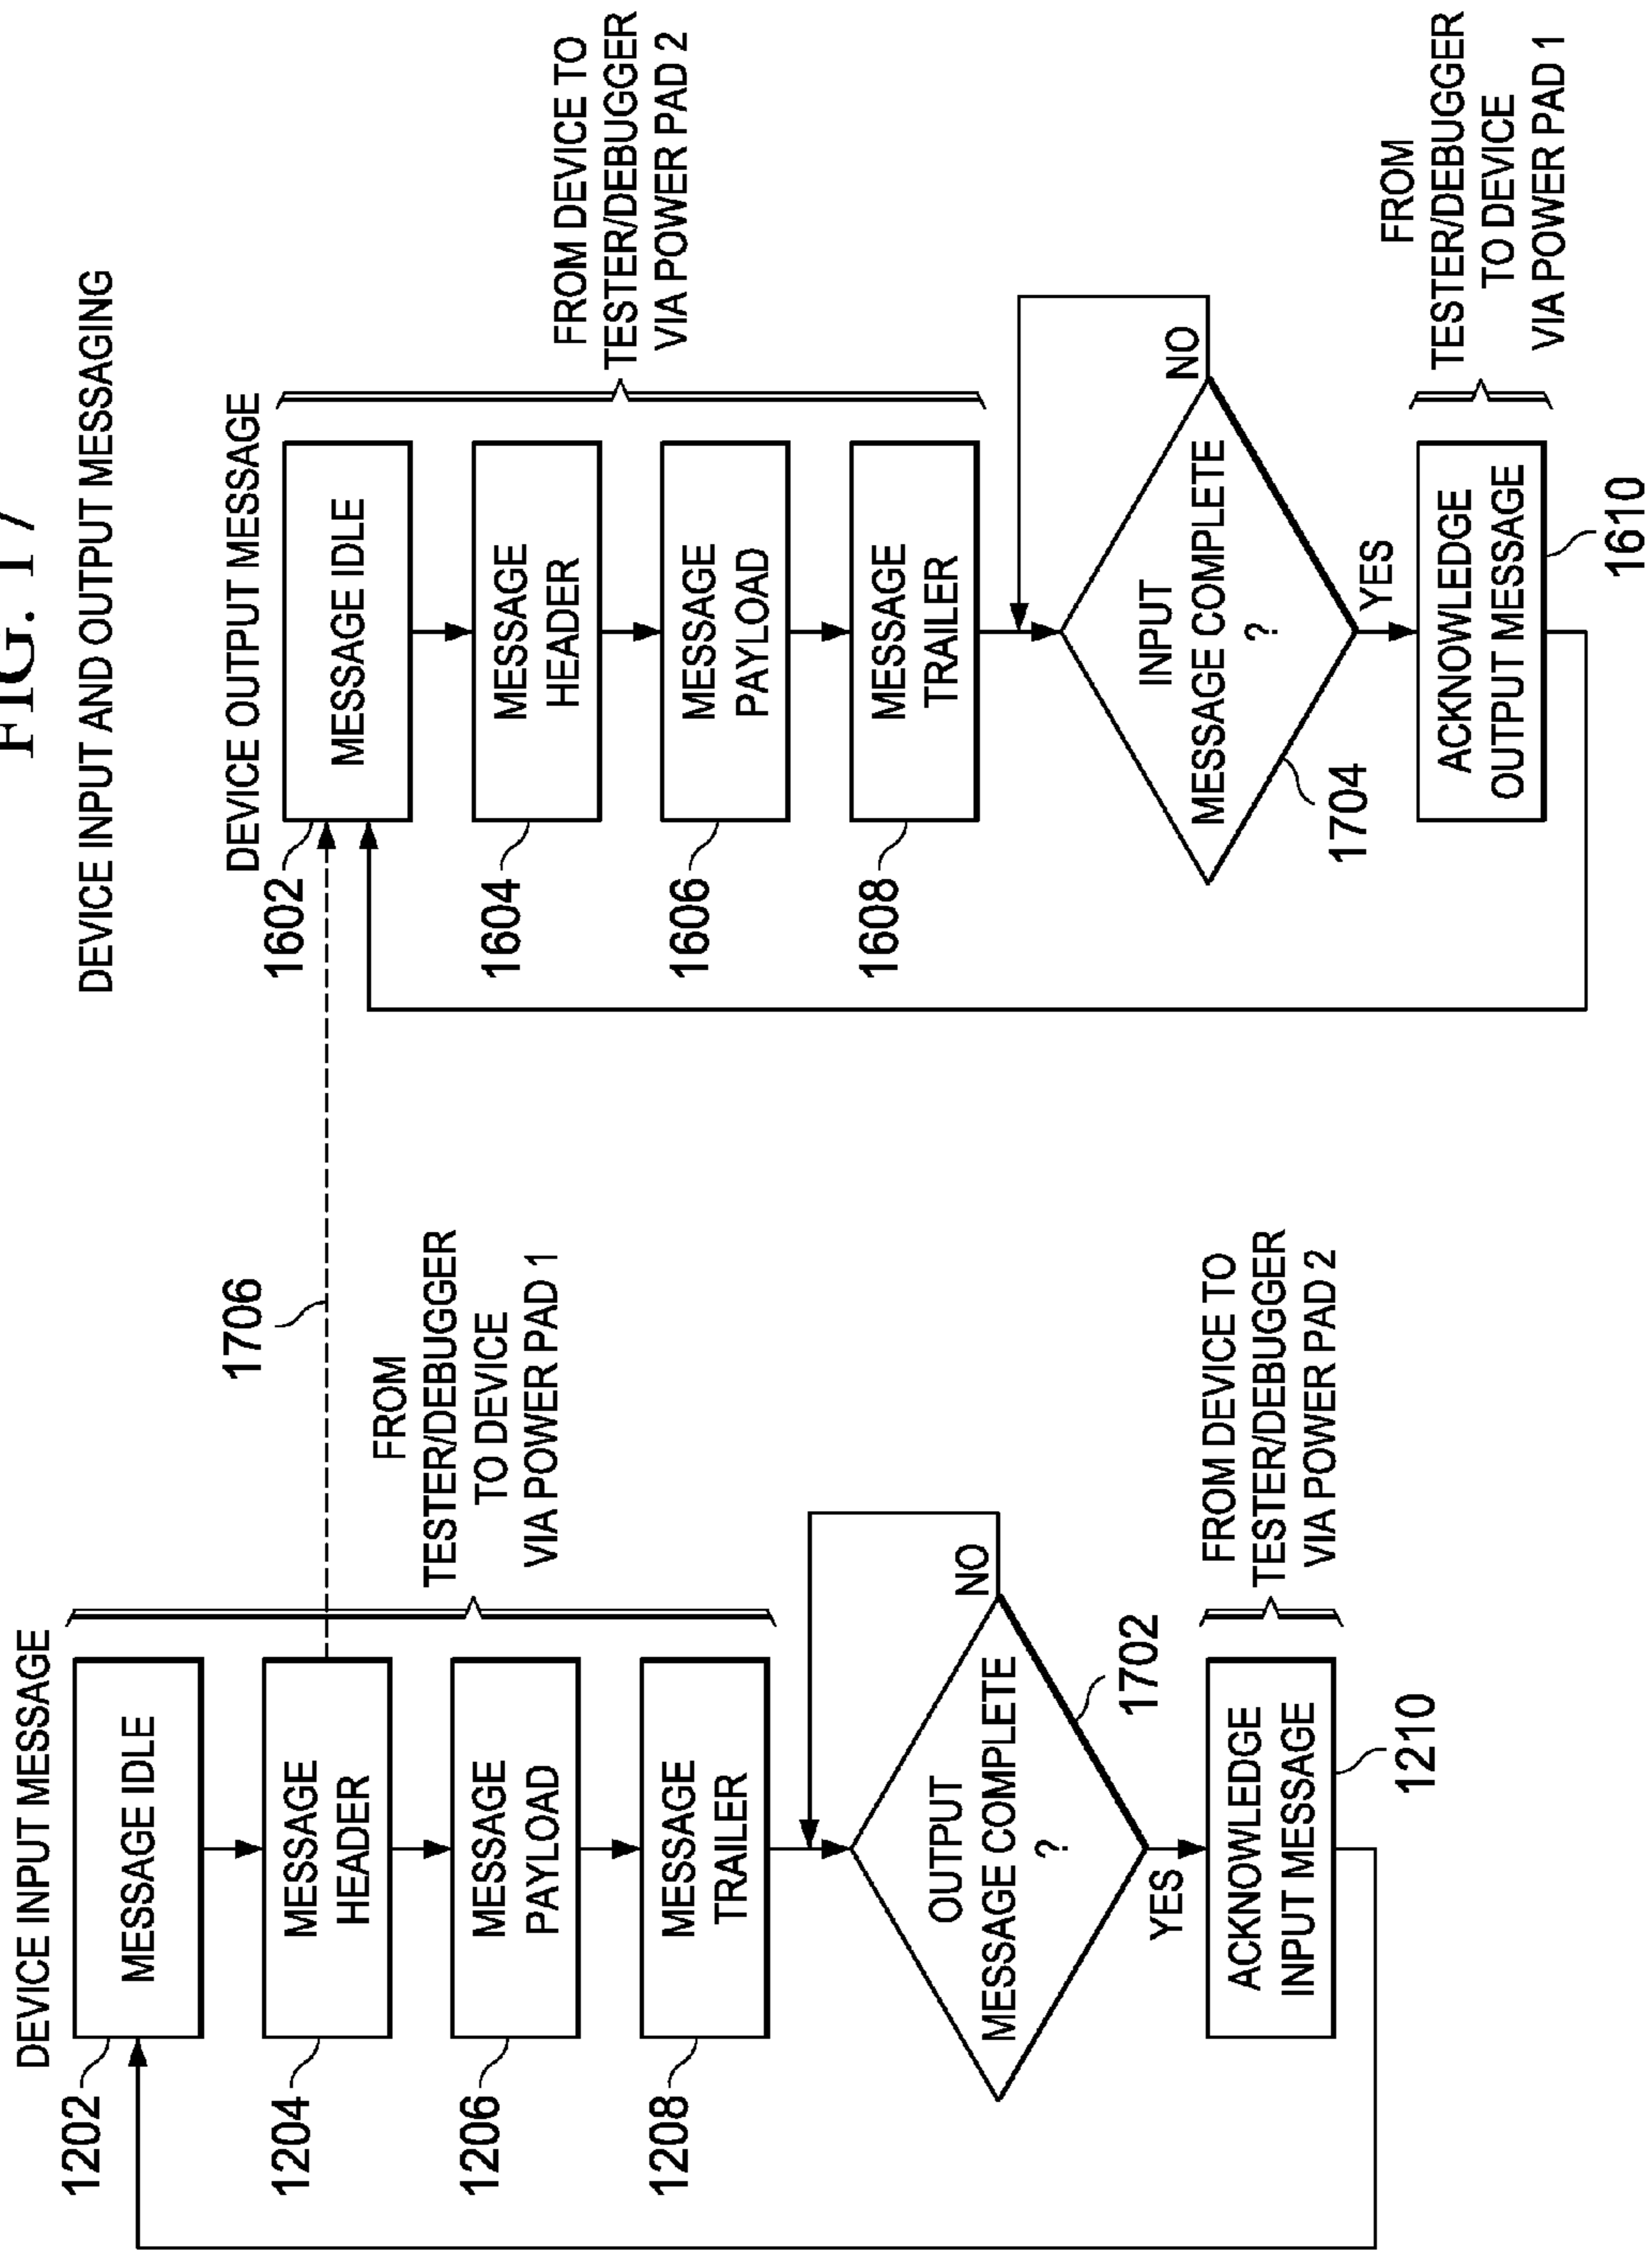 FIG. 17
DEVICE INPUT AND OUTPUT MESSAGING
DEVICE INPUT MESSAGE
1202
MESSAGE IDLE
1204
MESSAGE
HEADER
1206
MESSAGE
PAYLOAD
1208
MESSAGE
TRAILER
FROM
TESTER/DEBUGGER
TO DEVICE
VIA POWER PAD 1
OUTPUT
MESSAGE COMPLETE
?
NO
YES
1702
ACKNOWLEDGE
INPUT MESSAGE
1210
FROM DEVICE TO
TESTER/DEBUGGER
VIA POWER PAD 2
1706
DEVICE OUTPUT MESSAGE
1602
MESSAGE IDLE
1604
MESSAGE
HEADER
1606
MESSAGE
PAYLOAD
1608
MESSAGE
TRAILER
FROM DEVICE TO
TESTER/DEBUGGER
VIA POWER PAD 2
INPUT
MESSAGE COMPLETE
?
NO
YES
1704
ACKNOWLEDGE
OUTPUT MESSAGE
1610
FROM
TESTER/DEBUGGER
TO DEVICE
VIA POWER PAD 1